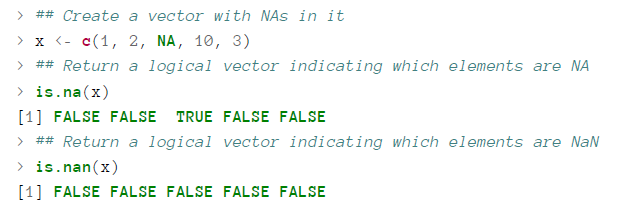 > ## Create a vector with NAs in it
> x <- c(1, 2, NA, 10, 3)
> ## Return a logical vector indicating which elements are NA
> is.na(x)
[1] FALSE FALSE  TRUE FALSE FALSE
> ## Return a logical vector indicating which elements are NaN
> is.nan(x)
[1] FALSE FALSE FALSE FALSE FALSE